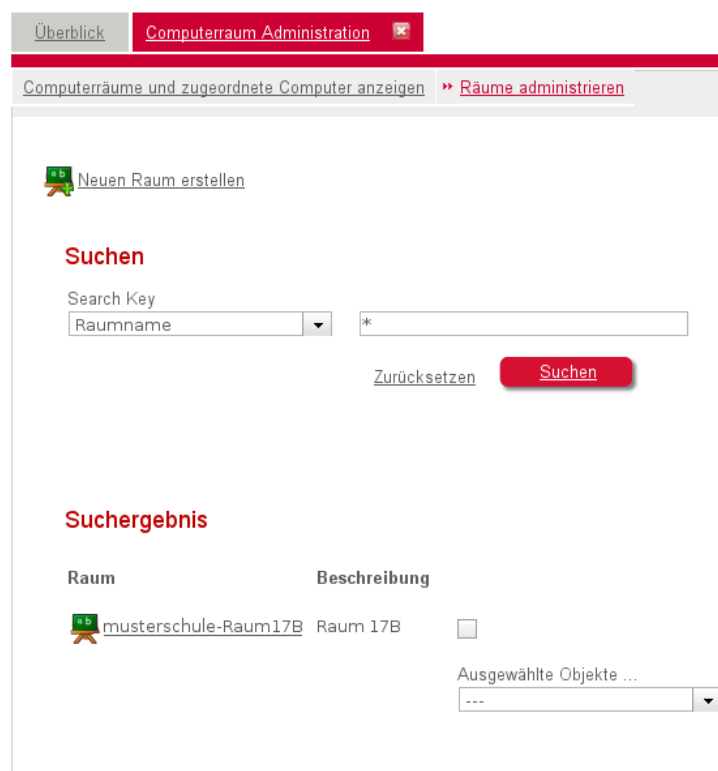 Überblick Computerraum Administration
Computerräume und zugeordnete Computer anzeigen Räume administrieren
Neuen Raum erstellen
Suchen
Search Key
Raumname *
Zurücksetzen Suchen
Suchergebnis
Raum Beschreibung
musterschule-Raum17B Raum 17B
Ausgewählte Objekte ...
---